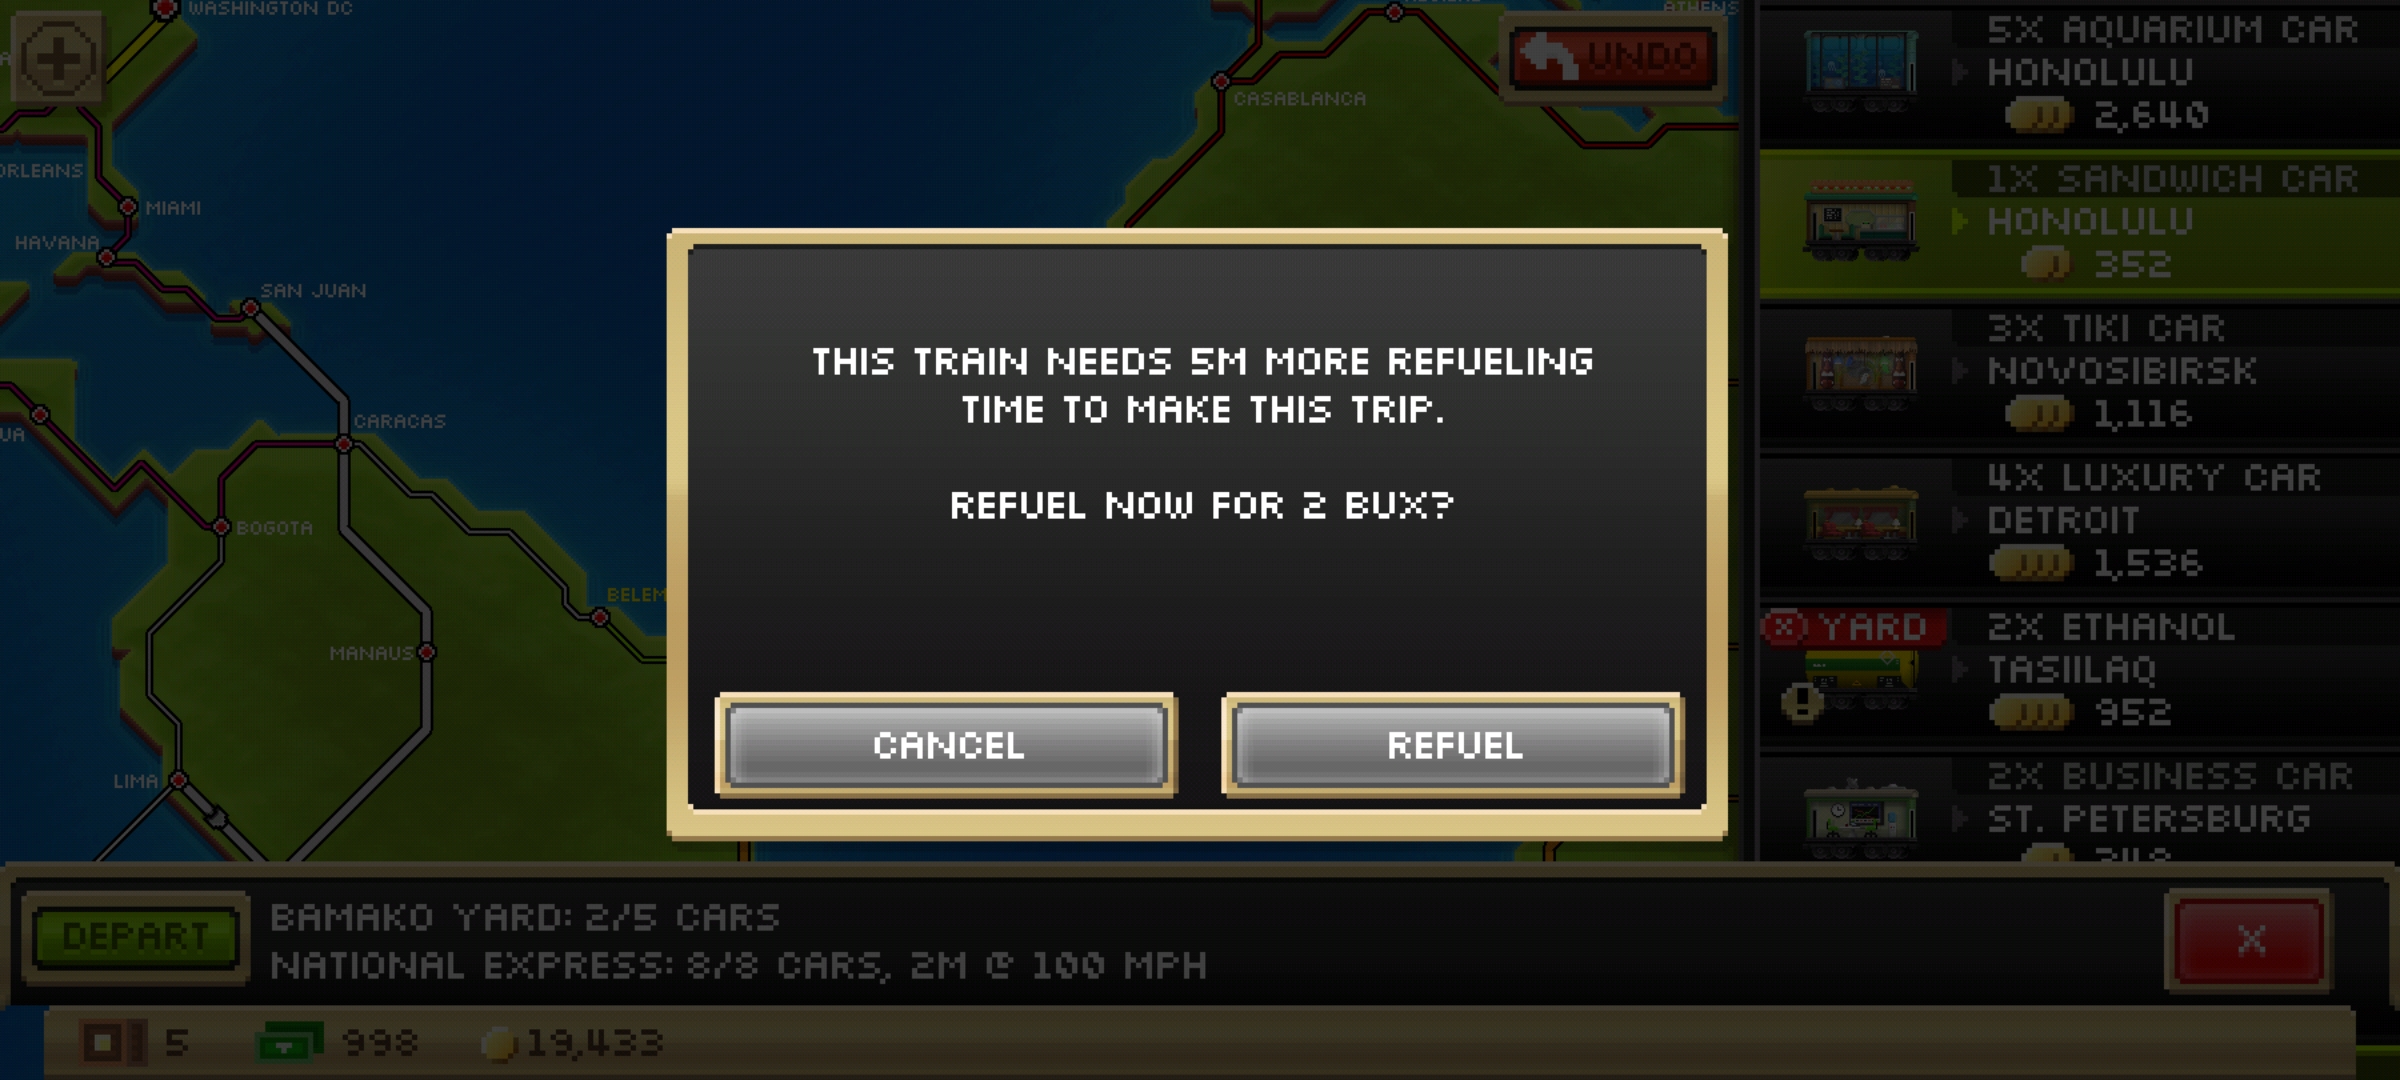 WASHINGTON DC
ATHENS
UNDO
CASABLANCA
ORLEANS
MIAMI
HAVANA
SAN JUAN
CARACAS
UA
BOGOTA
BELEM
MANAUS
LIMA
5X AQUARIUM CAR
HONOLULU
2,640
1X SANDWICH CAR
HONOLULU
352
3X TIKI CAR
NOVOSIBIRSK
1,116
4X LUXURY CAR
DETROIT
1,536
X YARD
2X ETHANOL
TASIILAQ
952
2X BUSINESS CAR
ST. PETERSBURG
THIS TRAIN NEEDS 5M MORE REFUELING
TIME TO MAKE THIS TRIP.
REFUEL NOW FOR 2 BUX?
CANCEL
REFUEL
DEPART
BAMAKO YARD: 2/5 CARS
NATIONAL EXPRESS: 8/8 CARS, 2M @ 100 MPH
X
5
998
19,433